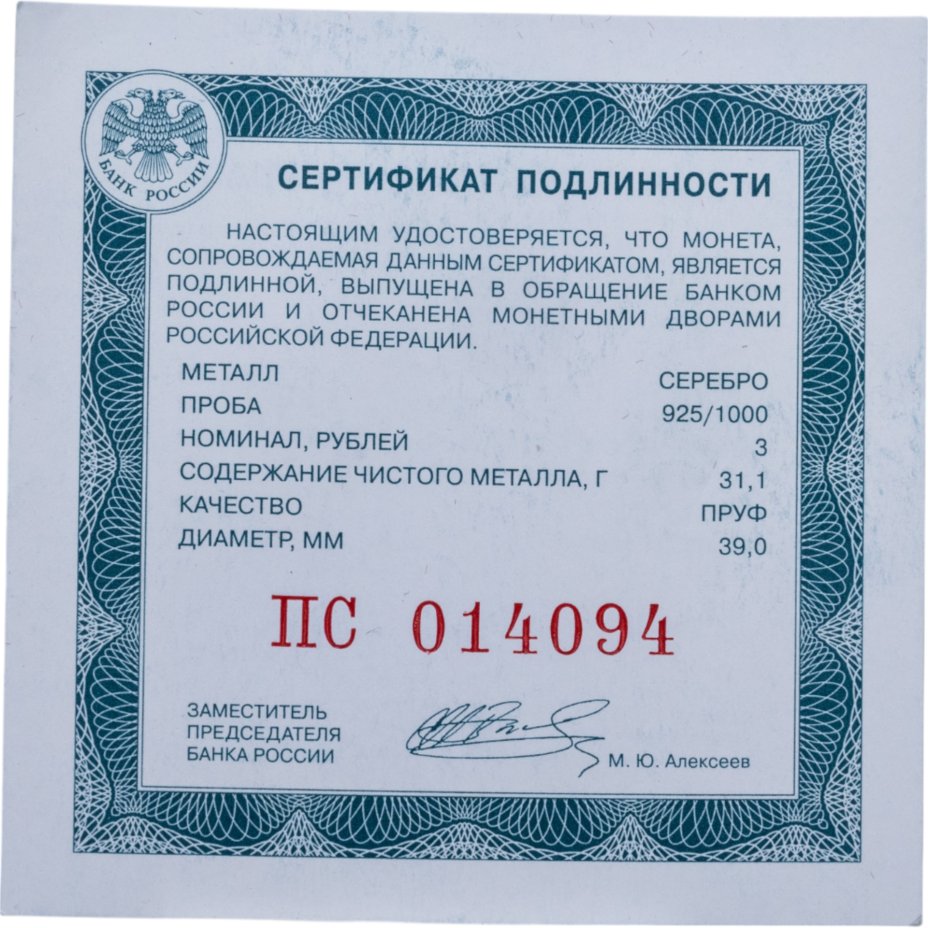 БАНК РОССИИ
СЕРТИФИКАТ ПОДЛИННОСТИ
НАСТОЯЩИМ УДОСТОВЕРЯЕТСЯ, ЧТО МОНЕТА,
СОПРОВОЖДАЕМАЯ ДАННЫМ СЕРТИФИКАТОМ, ЯВЛЯЕТСЯ
ПОДЛИННОЙ, ВЫПУЩЕНА В ОБРАЩЕНИЕ БАНКОМ
РОССИИ И ОТЧЕКАНЕНА МОНЕТНЫМИ ДВОРАМИ
РОССИЙСКОЙ ФЕДЕРАЦИИ.
МЕТАЛЛ СЕРЕБРО
ПРОБА 925/1000
НОМИНАЛ, РУБЛЕЙ 3
СОДЕРЖАНИЕ ЧИСТОГО МЕТАЛЛА, Г 31,1
КАЧЕСТВО ПРУФ
ДИАМЕТР, ММ 39,0
ПС 014094
ЗАМЕСТИТЕЛЬ
ПРЕДСЕДАТЕЛЯ
БАНКА РОССИИ
М. Ю. Алексеев